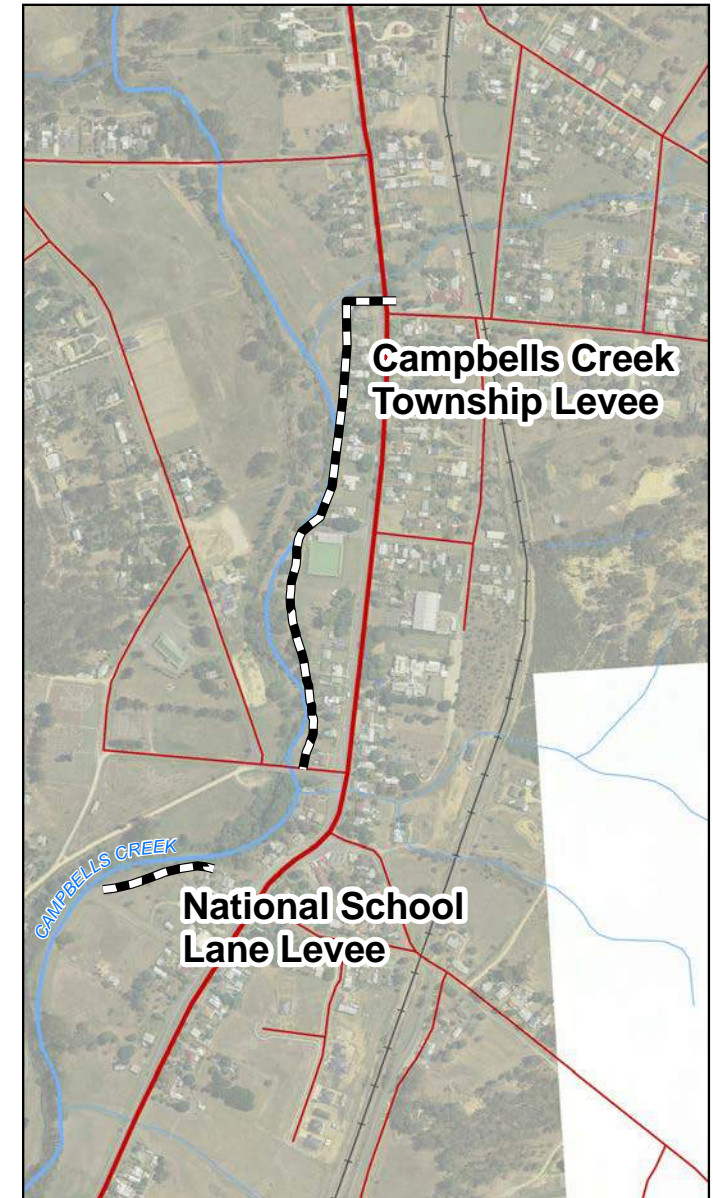 Campbells Creek
Township Levee
CAMPBELLS CREEK
National School
Lane Levee